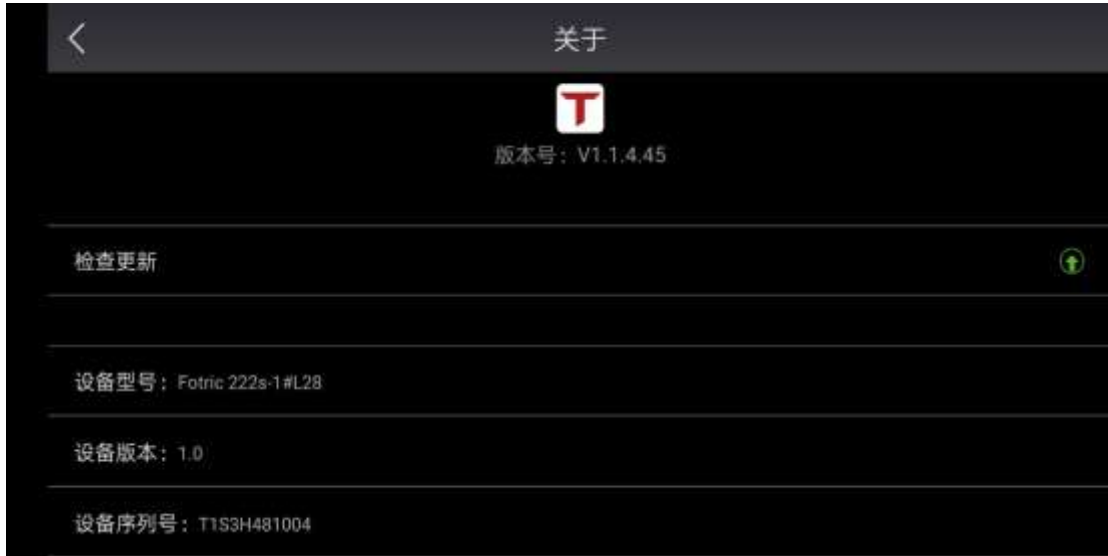 关于
版本号：V1.1.4.45
检查更新
设备型号：Fotric 222s-1#L28
设备版本：1.0
设备序列号：T1S3H481004